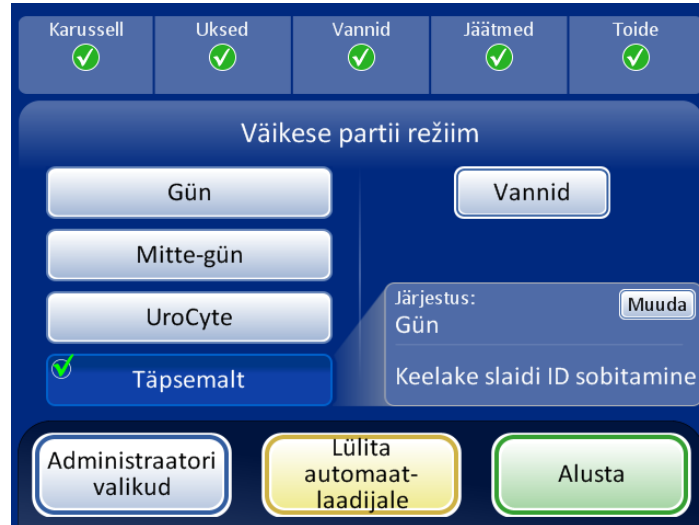 Karussell
Uksed
Vannid
Jäätmed
Toide
Väikese partii režiim
Gün
Vannid
Mitte-gün
UroCyte
Järjestus:
Muuda
Gün
Täpsemalt
Keelake slaidi ID sobitamine
Administraatori
valikud
Lülita
automaat-
laadijale
Alusta